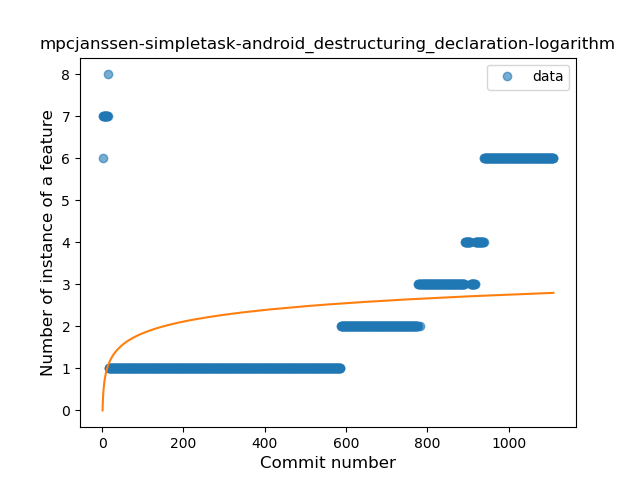 mpcjanssen-simpletask-android_destructuring_declaration-logarithm
data
Number of instance of a feature
8
7
6
5
4
3
2
1
0
0 200 400 600 800 1000
Commit number